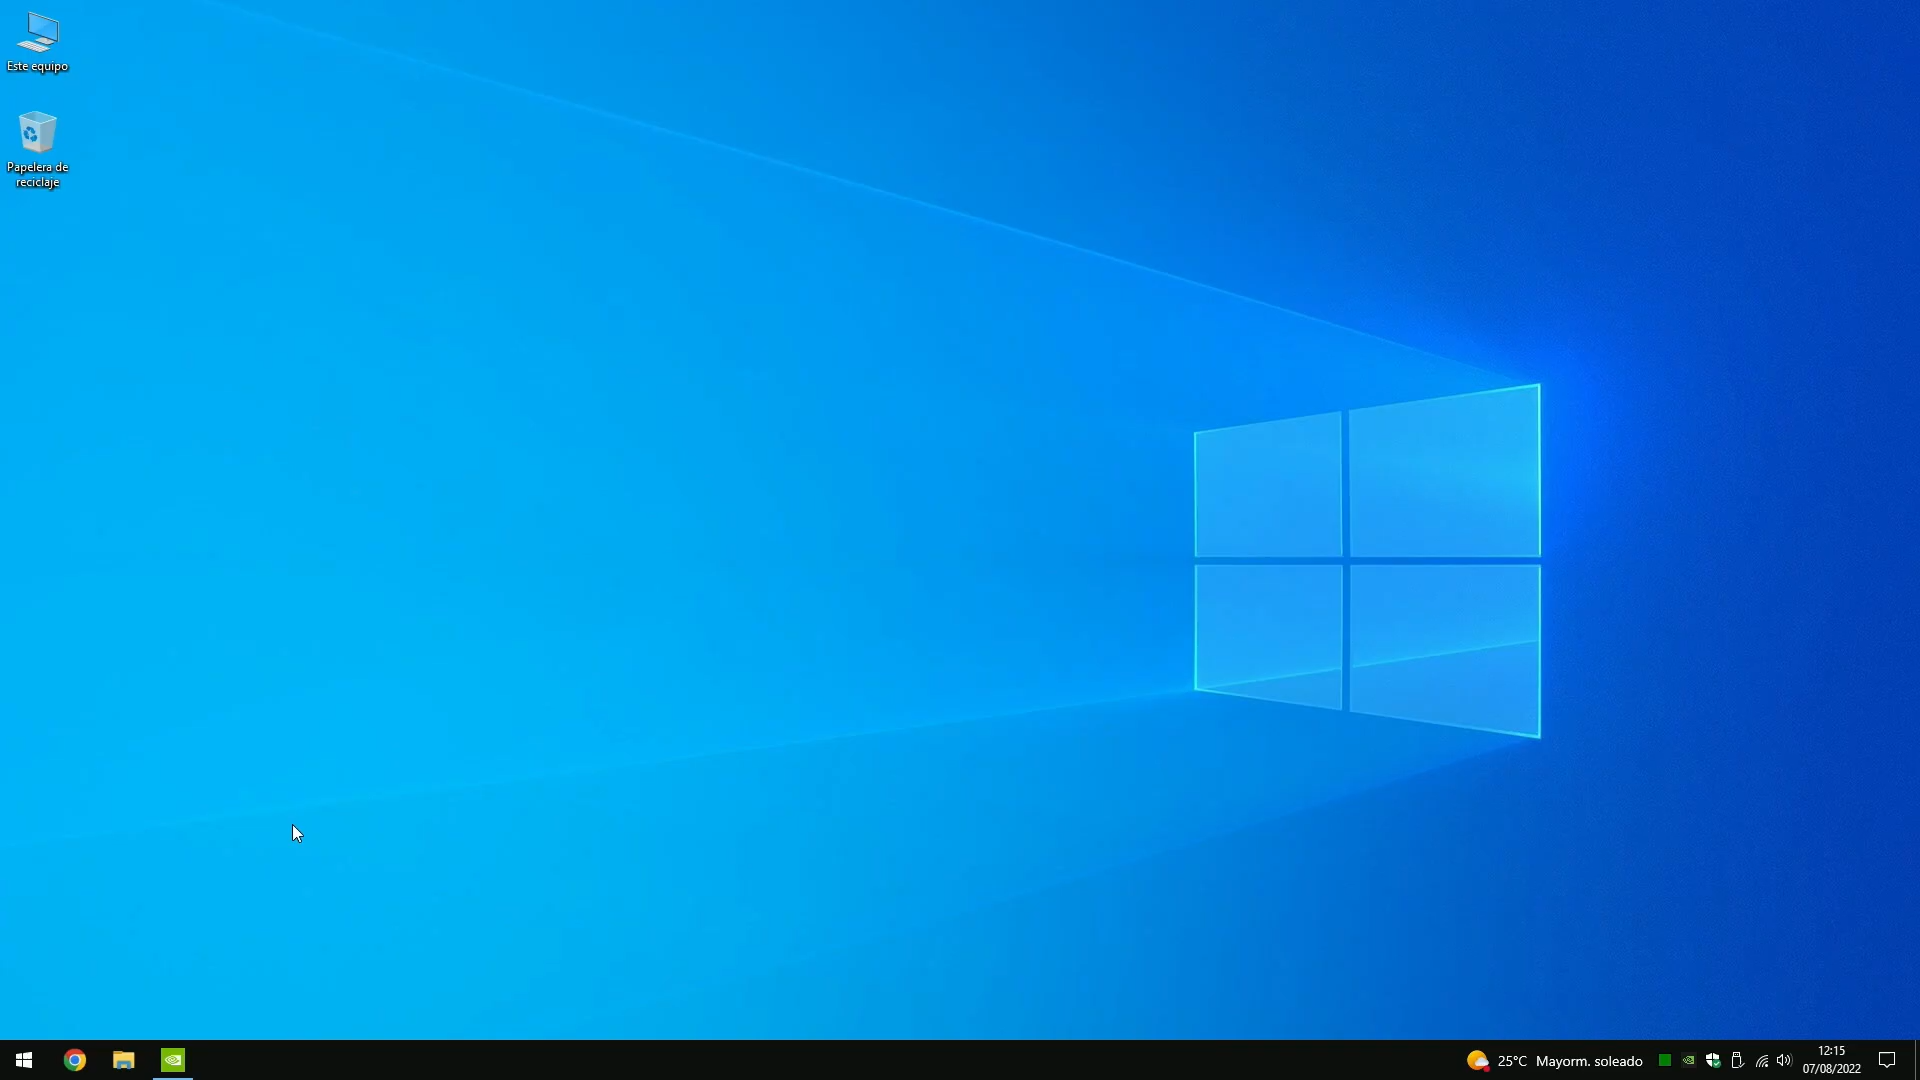 Este equipo
Papelera de
reciclaje
25°C Mayorm. soleado
12:15
07/08/2022